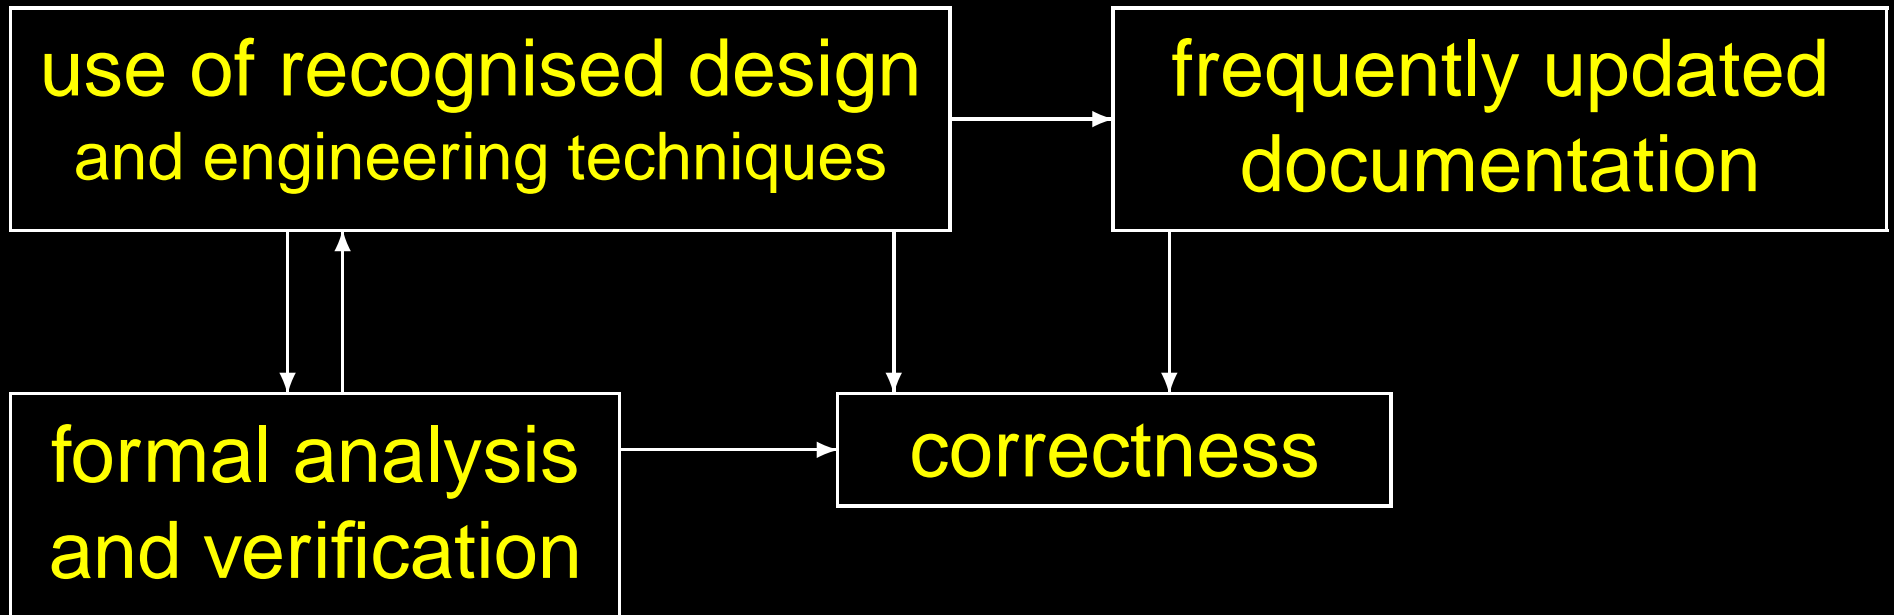 use of recognised design
and engineering techniques
frequently updated
documentation
formal analysis
and verification
correctness